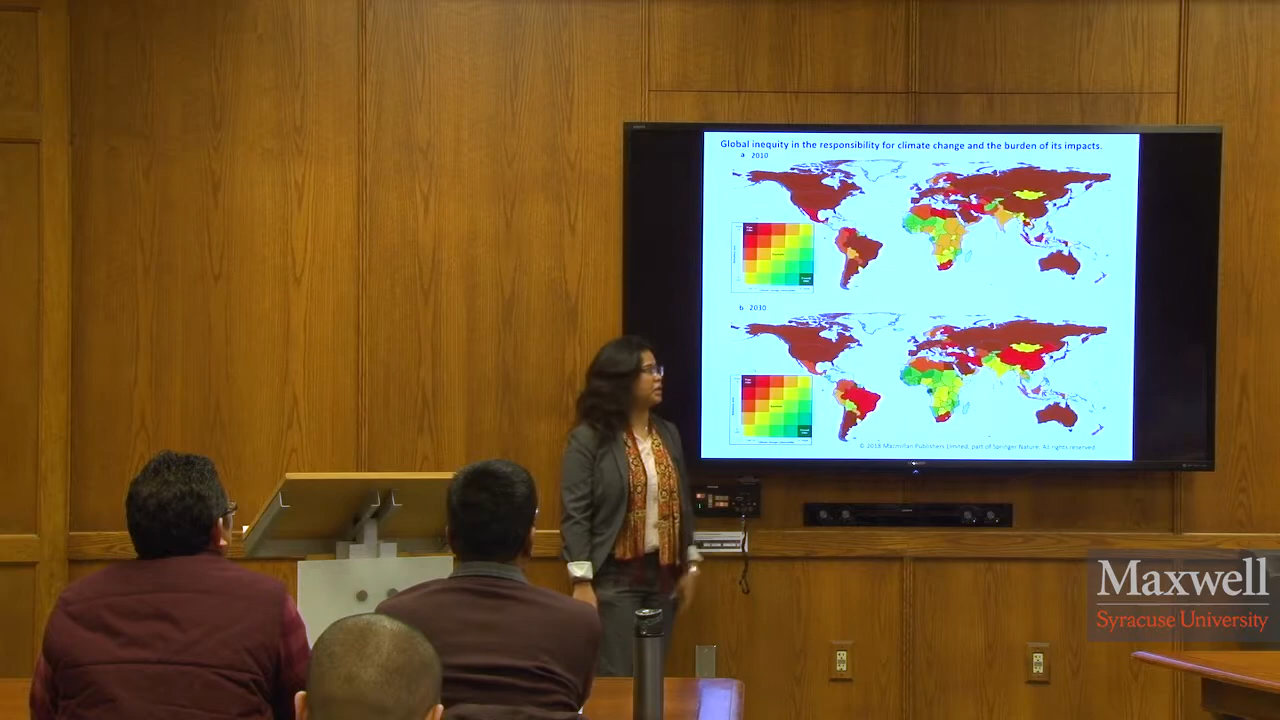 Global inequity in the responsibility for climate change and the burden of its impacts.
a 2010
b 2030
© 2018 Macmillan Publishers Limited, part of Springer Nature. All rights reserved
Maxwell
Syracuse University